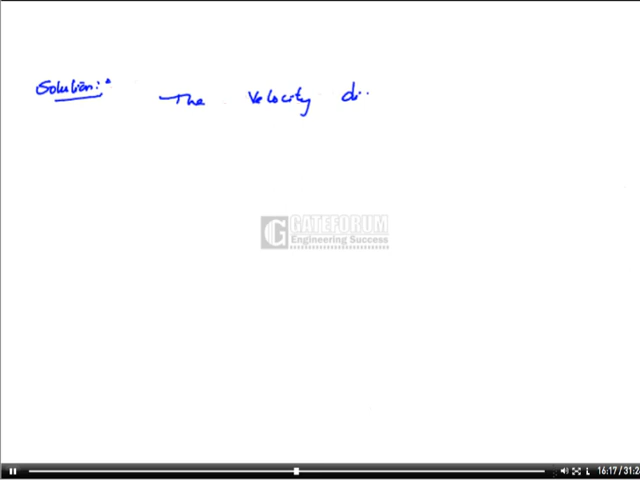 Solution:
The Velocity di
GATEFORUM
Engineering Success
16:17/31:2